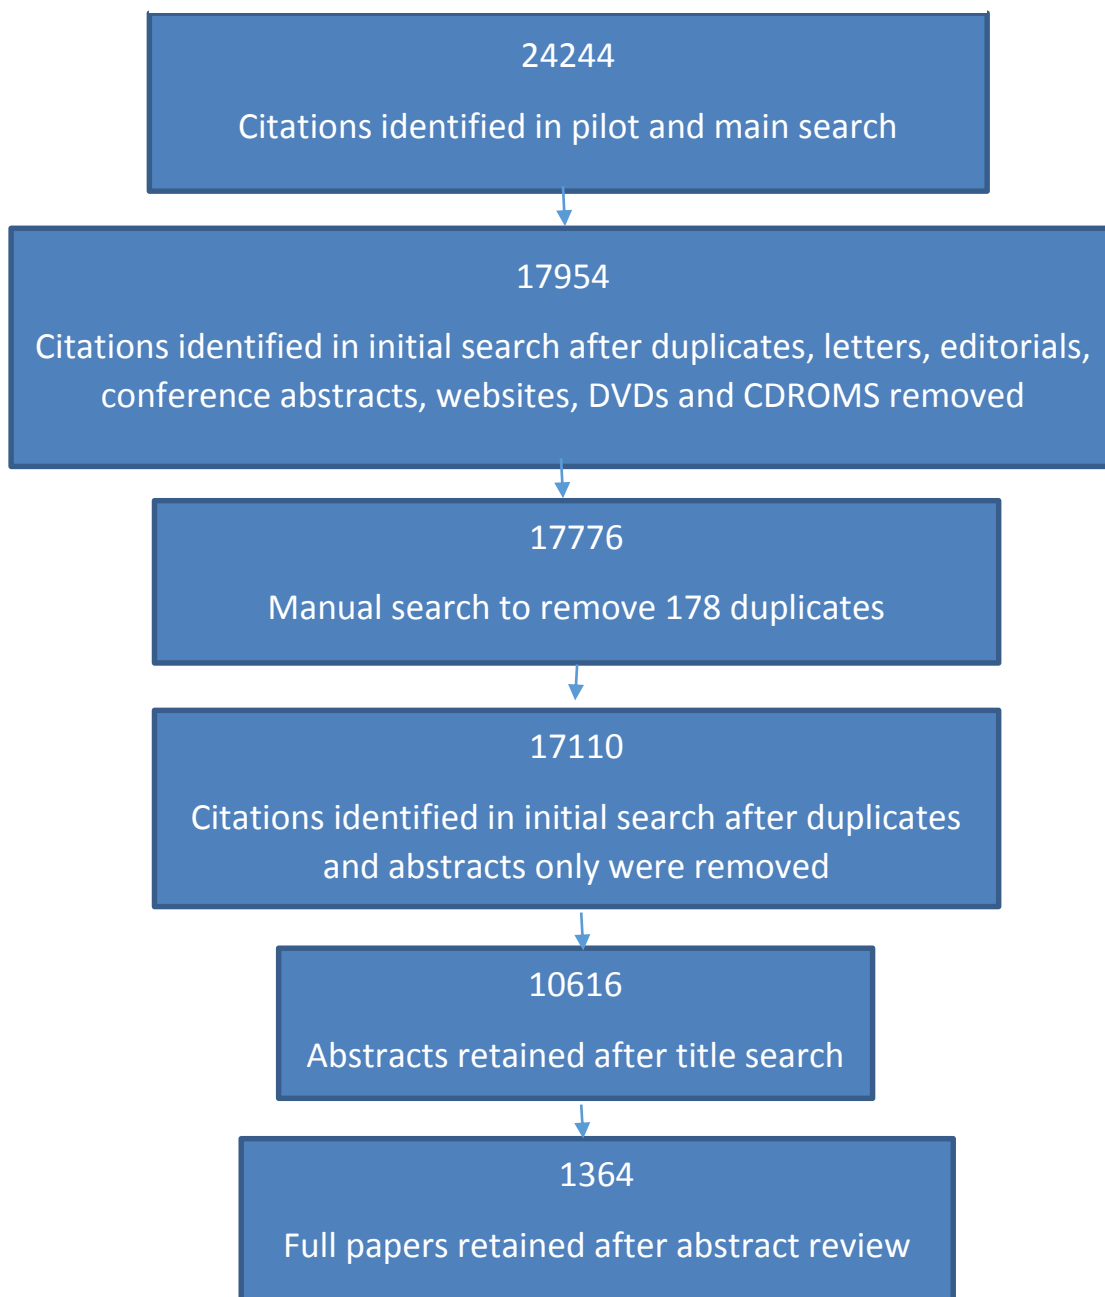 24244
Citations identified in pilot and main search
17954
Citations identified in initial search after duplicates, letters, editorials,
conference abstracts, websites, DVDs and CDROMS removed
17776
Manual search to remove 178 duplicates
17110
Citations identified in initial search after duplicates
and abstracts only were removed
10616
Abstracts retained after title search
1364
Full papers retained after abstract review